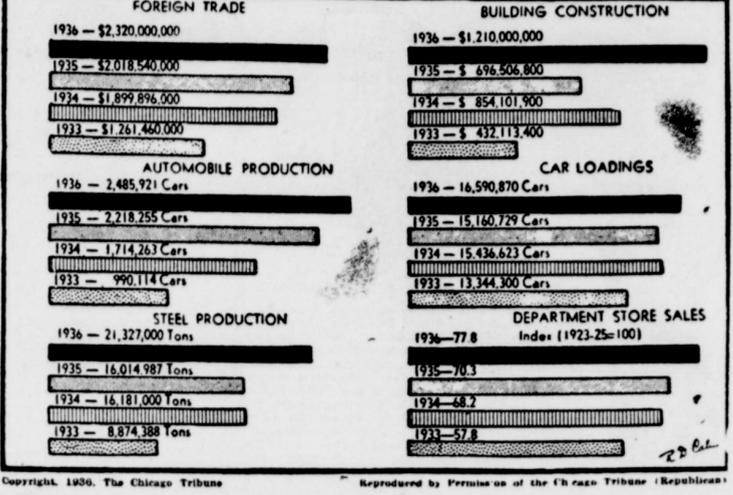 FOREIGN TRADE
1936 — $2,320,000,000
1935 — $2,018,540,000
1934 — $1,899,896,000
1933 — $1,261,460,000
AUTOMOBILE PRODUCTION
1936 — 2,485,921 Cars
1935 — 2,218,255 Cars
1934 — 1,714,263 Cars
1933 — 990,114 Cars
STEEL PRODUCTION
1936 — 21,327,000 Tons
1935 — 16,014,987 Tons
1934 — 16,181,000 Tons
1933 — 8,874,388 Tons
BUILDING CONSTRUCTION
1936 — $1,210,000,000
1935 — $ 696,506,800
1934 — $ 854,101,900
1933 — $ 432,113,400
CAR LOADINGS
1936 — 16,590,870 Cars
1935 — 15,160,729 Cars
1934 — 15,436,623 Cars
1933 — 13,344,300 Cars
DEPARTMENT STORE SALES
1936—77.8 Index (1923-25=100)
1935—70.3
1934—68.2
1933—57.8
Copyright, 1936, The Chicago Tribune
Reproduced by Permission of the Chicago Tribune (Republican)